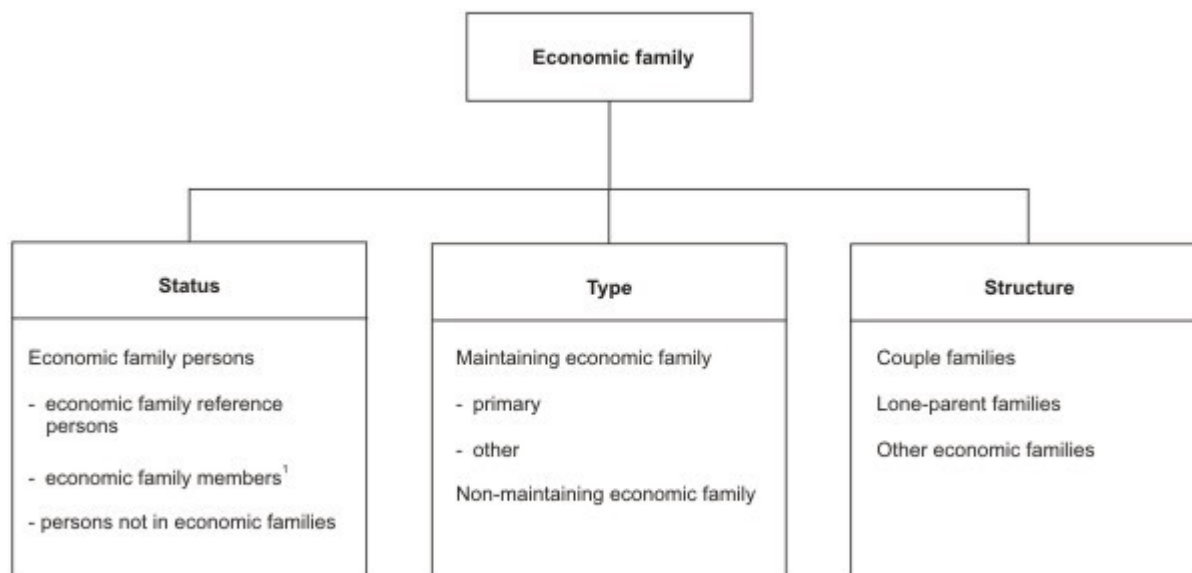 Economic family
Status
Economic family persons
- economic family reference
persons
- economic family members¹
- persons not in economic families
Type
Maintaining economic family
- primary
- other
Non-maintaining economic family
Structure
Couple families
Lone-parent families
Other economic families